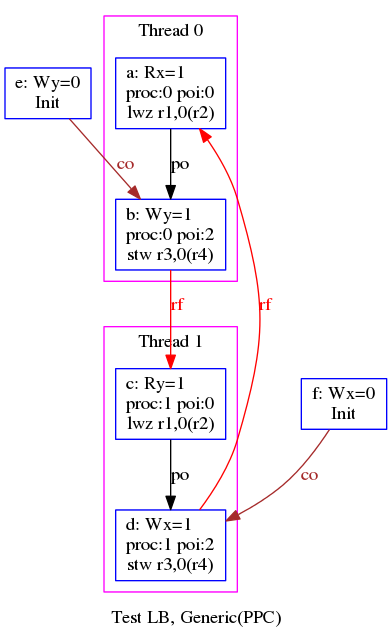 Thread 0
a: Rx=1
proc:0 poi:0
lwz r1,0(r2)
e: Wy=0
Init
co
po
b: Wy=1
proc:0 poi:2
stw r3,0(r4)
rf
rf
Thread 1
c: Ry=1
proc:1 poi:0
lwz r1,0(r2)
f: Wx=0
Init
po
co
d: Wx=1
proc:1 poi:2
stw r3,0(r4)
Test LB, Generic(PPC)